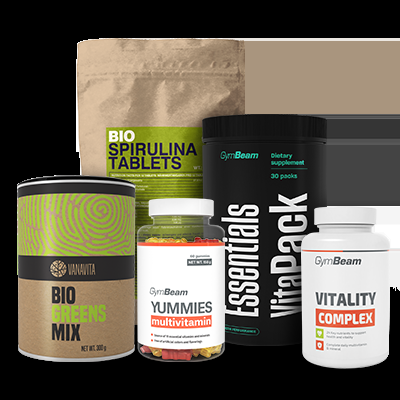 BIO
SPIRULINA
TABLETS
GymBeam
Dietary
supplement
30 packs
Essentials
VitaPack
VANAVITA
BIO
GREENS
MIX
NET WT. 300 g
GymBeam
YUMMIES
multivitamin
GymBeam
VITALITY
COMPLEX